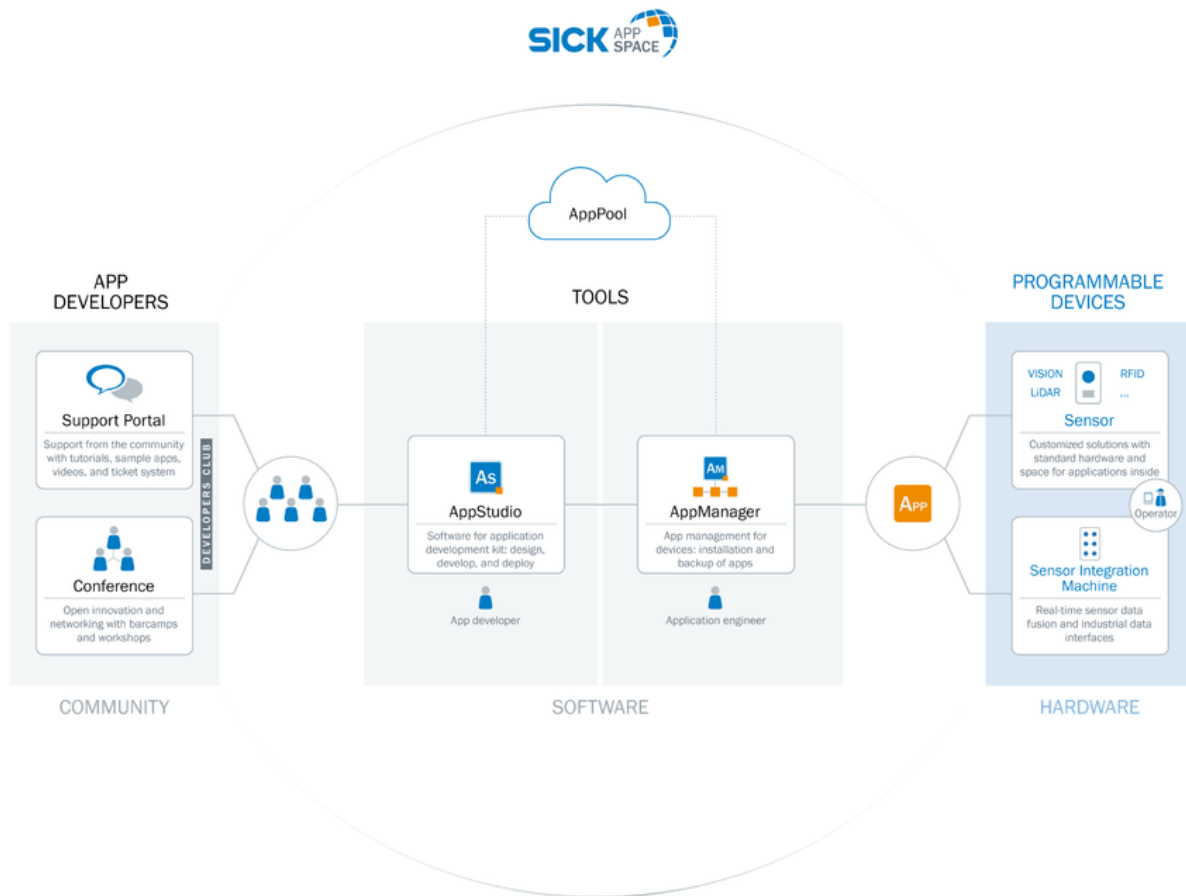 SICK APP SPACE
AppPool
APP
DEVELOPERS
TOOLS
PROGRAMMABLE
DEVICES
Support Portal
Support from the community
with tutorials, sample apps,
videos, and ticket system
Conference
Open innovation and
networking with barcamps
and workshops
DEVELOPERS CLUB
As
AppStudio
Software for application
development kit: design,
develop, and deploy
App developer
AM
AppManager
App management for
devices: installation and
backup of apps
Application engineer
APP
VISION
RFID
LiDAR
...
Sensor
Customized solutions with
standard hardware and
space for applications inside
Operator
Sensor Integration
Machine
Real-time sensor data
fusion and industrial data
interfaces
COMMUNITY
SOFTWARE
HARDWARE